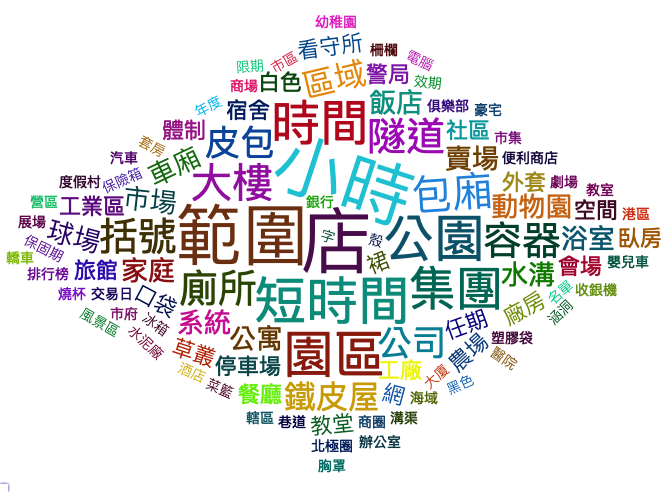 幼稚園
看守所
柵欄
電腦
限期
市區
區域
警局
效期
商場
白色
飯店
俱樂部
豪宅
年度
宿舍
時間
隧道
社區
市集
體制
皮包
小時
賣場
便利商店
套房
車廂
汽車
大樓
包廂
外套
劇場
教室
度假村
保險箱
市場
銀行
動物園
空間
港區
營區
工業區
範圍
店
字
殼
公園
容器
浴室
臥房
展場
球場
括號
裙
保固期
轎車
排行榜
旅館
家庭
廁所
短時間
集團
水溝
會場
嬰兒車
燒杯
交易日
口袋
名單
收銀機
風景區
市府
冰箱
系統
園區
公司
任期
廠房
涵洞
水泥廠
草叢
公寓
停車場
工廠
農場
塑膠袋
酒店
菜籃
餐廳
鐵皮屋
網
海域
大廈
黑色
醫院
轄區
巷道
教堂
商圈
溝渠
北極圈
辦公室
胸罩